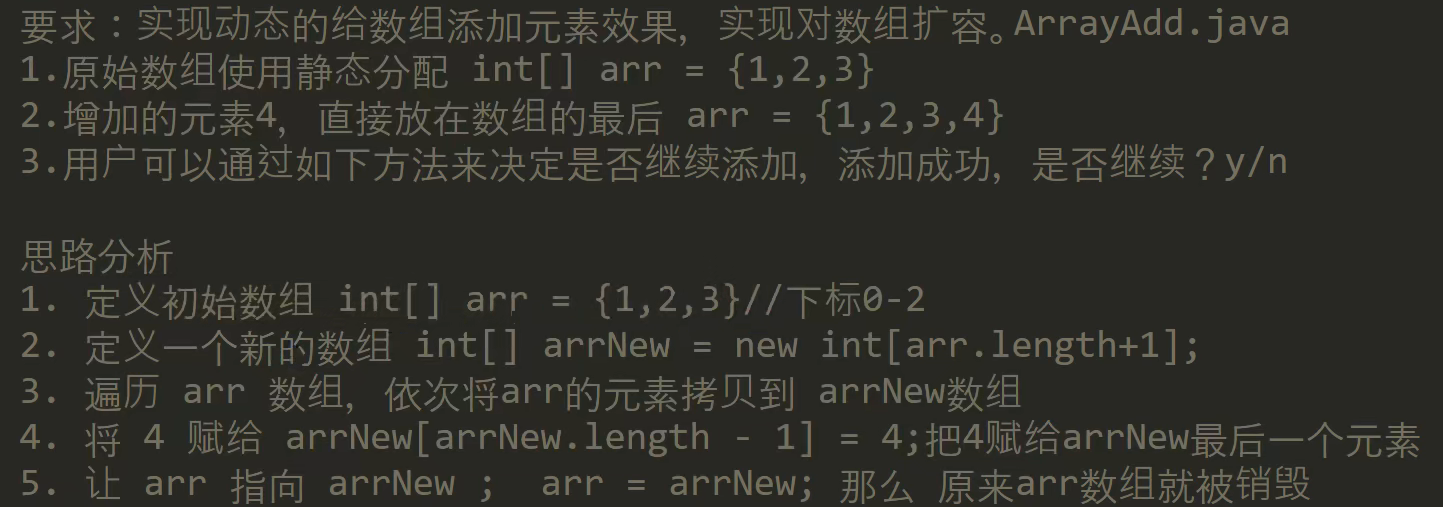 要求：实现动态的给数组添加元素效果，实现对数组扩容。ArrayAdd.java
1.原始数组使用静态分配 int[] arr = {1,2,3}
2.增加的元素4，直接放在数组的最后 arr = {1,2,3,4}
3.用户可以通过如下方法来决定是否继续添加，添加成功，是否继续？y/n
思路分析
1. 定义初始数组 int[] arr = {1,2,3}//下标0-2
2. 定义一个新的数组 int[] arrNew = new int[arr.length+1];
3. 遍历 arr 数组，依次将arr的元素拷贝到 arrNew数组
4. 将 4 赋给 arrNew[arrNew.length - 1] = 4;把4赋给arrNew最后一个元素
5. 让 arr 指向 arrNew ; arr = arrNew; 那么 原来arr数组就被销毁